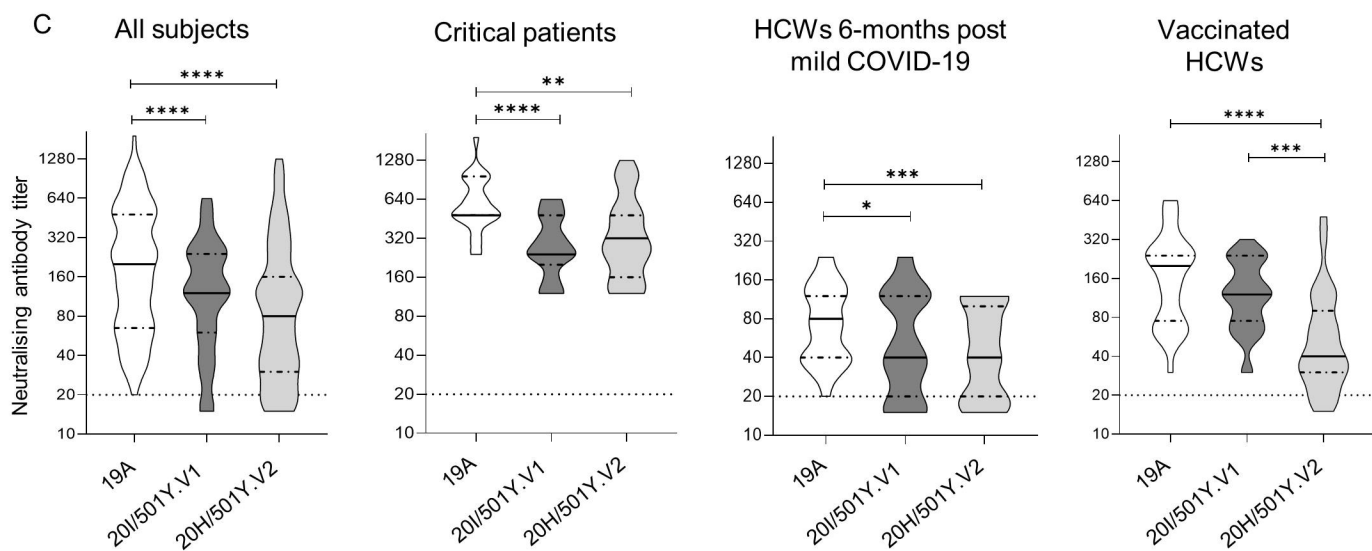 C
All subjects
****
****
Neutralising antibody titer
1280
640
320
160
80
40
20
10
19A
20I/501Y.V1
20H/501Y.V2
Critical patients
**
****
1280
640
320
160
80
40
20
10
19A
20I/501Y.V1
20H/501Y.V2
HCWs 6-months post
mild COVID-19
***
*
1280
640
320
160
80
40
20
10
19A
20I/501Y.V1
20H/501Y.V2
Vaccinated
HCWs
****
***
1280
640
320
160
80
40
20
10
19A
20I/501Y.V1
20H/501Y.V2